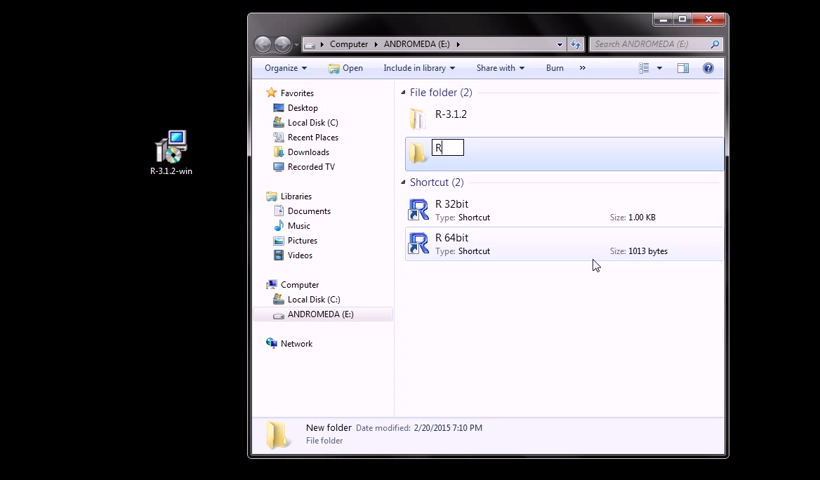 Computer
ANDROMEDA (E:)
Search ANDROMEDA (E:)
Organize
Open
Include in library
Share with
Burn
»
R-3.1.2-win
Favorites
Desktop
Local Disk (C)
Recent Places
Downloads
Recorded TV
Libraries
Documents
Music
Pictures
Videos
Computer
Local Disk (C:)
ANDROMEDA (E:)
Network
File folder (2)
R-3.1.2
R
Shortcut (2)
R 32bit
Type: Shortcut
Size: 1.00 KB
R 64bit
Type: Shortcut
Size: 1013 bytes
New folder Date modified: 2/20/2015 7:10 PM
File folder